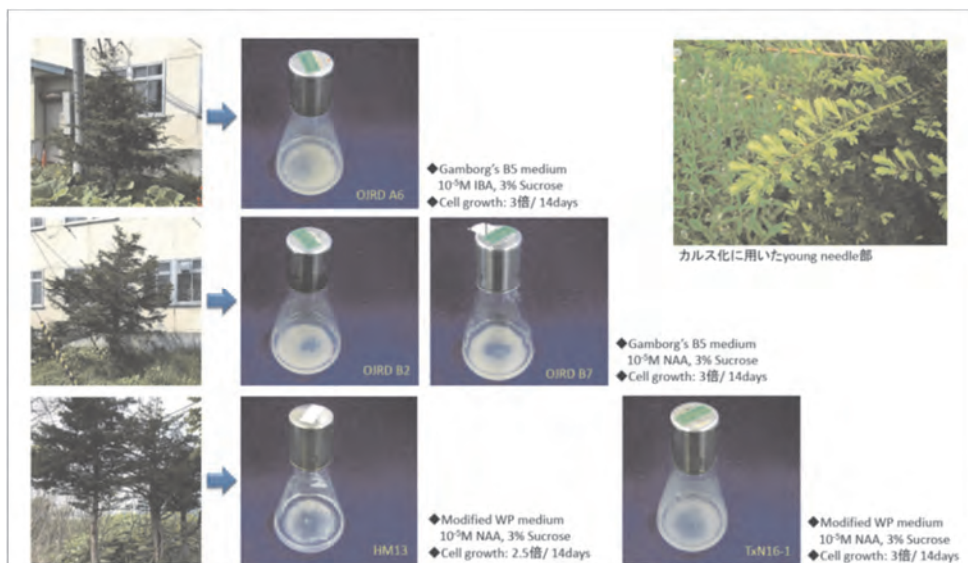 OJRD A6
◆Gamborg's B5 medium
10⁻⁵M IBA, 3% Sucrose
◆Cell growth: 3倍/ 14days
カルス化に用いたyoung needle部
OJRD B2
OJRD B7
◆Gamborg's B5 medium
10⁻⁵M NAA, 3% Sucrose
◆Cell growth: 3倍/ 14days
HM13
◆Modified WP medium
10⁻⁵M NAA, 3% Sucrose
◆Cell growth: 2.5倍/ 14days
TxN16-1
◆Modified WP medium
10⁻⁵M NAA, 3% Sucrose
◆Cell growth: 3倍/ 14days